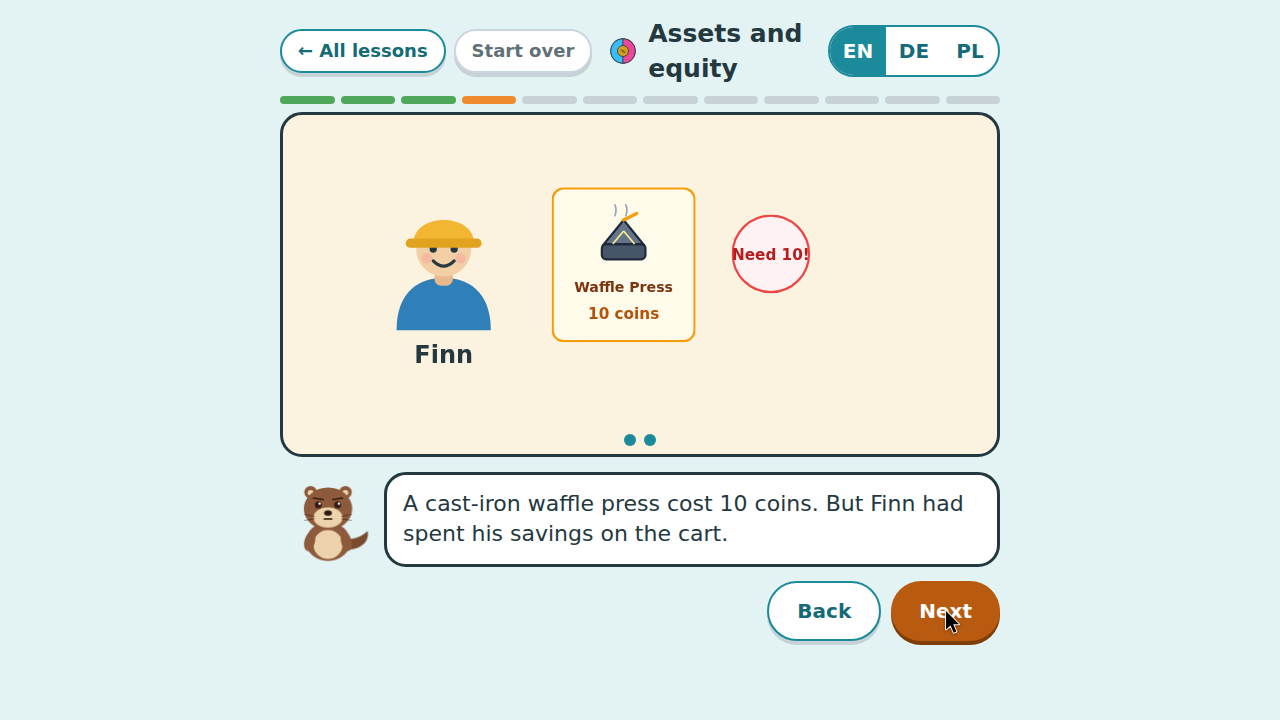 ← All lessons
Start over
Assets and
equity
EN
DE
PL
Waffle Press
10 coins
Need 10!
Finn
A cast-iron waffle press cost 10 coins. But Finn had
spent his savings on the cart.
Back
Next